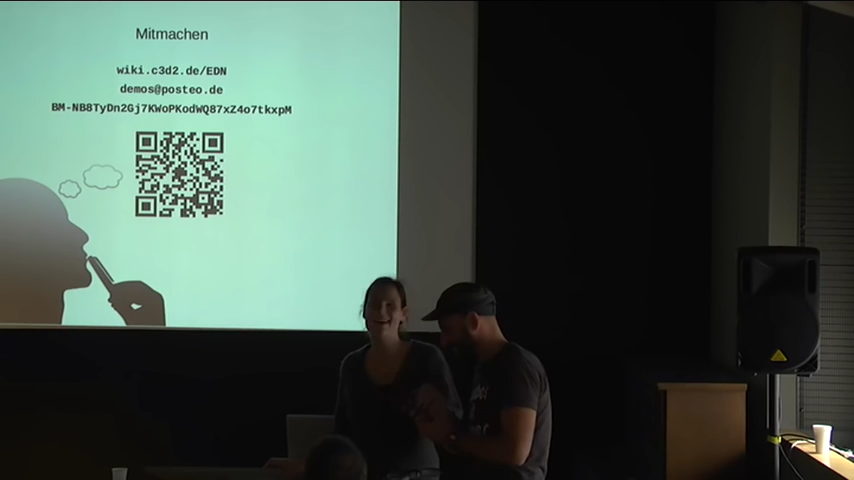 Mitmachen
wiki.c3d2.de/EDN
demos@posteo.de
BM-NB8TyDn2Gj7KWoPKodWQ87xZ4o7tkxpM